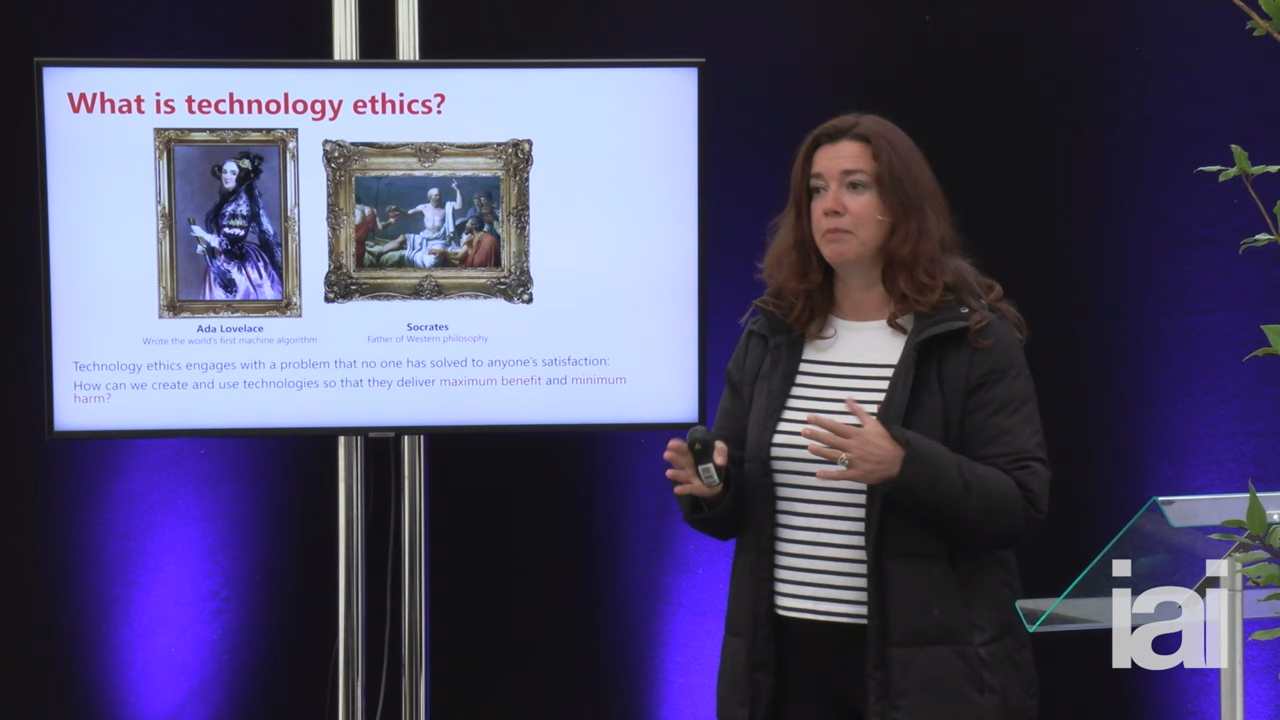 What is technology ethics?
Ada Lovelace
Wrote the world's first machine algorithm
Socrates
Father of Western philosophy
Technology ethics engages with a problem that no one has solved to anyone's satisfaction:
How can we create and use technologies so that they deliver maximum benefit and minimum
harm?
iai